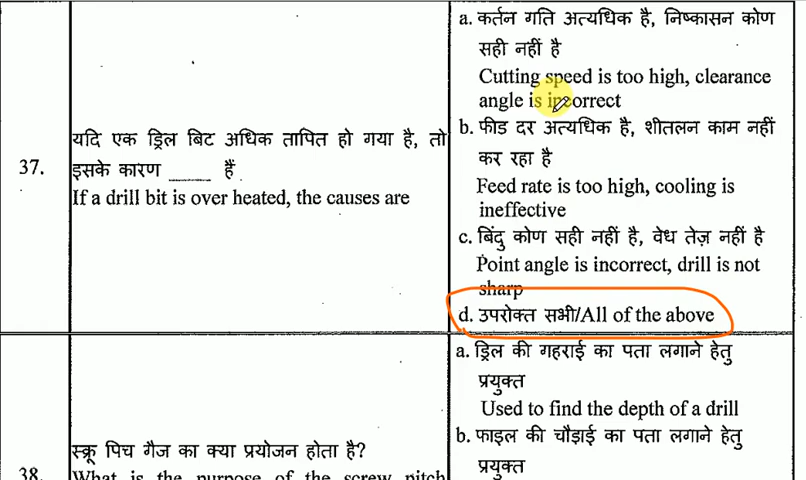 37.
यदि एक ड्रिल बिट अधिक तापित हो गया है, तो
इसके कारण ____ हैं
If a drill bit is over heated, the causes are
a. कर्तन गति अत्यधिक है, निष्कासन कोण
सही नहीं है
Cutting speed is too high, clearance
angle is incorrect
b. फीड दर अत्यधिक है, शीतलन काम नहीं
कर रहा है
Feed rate is too high, cooling is
ineffective
c. बिंदु कोण सही नहीं है, वेध तेज़ नहीं है
Point angle is incorrect, drill is not
sharp
d. उपरोक्त सभी/All of the above
38.
स्क्रू पिच गैज का क्या प्रयोजन होता है?
What is the purpose of the screw pitch
a. ड्रिल की गहराई का पता लगाने हेतु
प्रयुक्त
Used to find the depth of a drill
b. फाइल की चौड़ाई का पता लगाने हेतु
प्रयुक्त